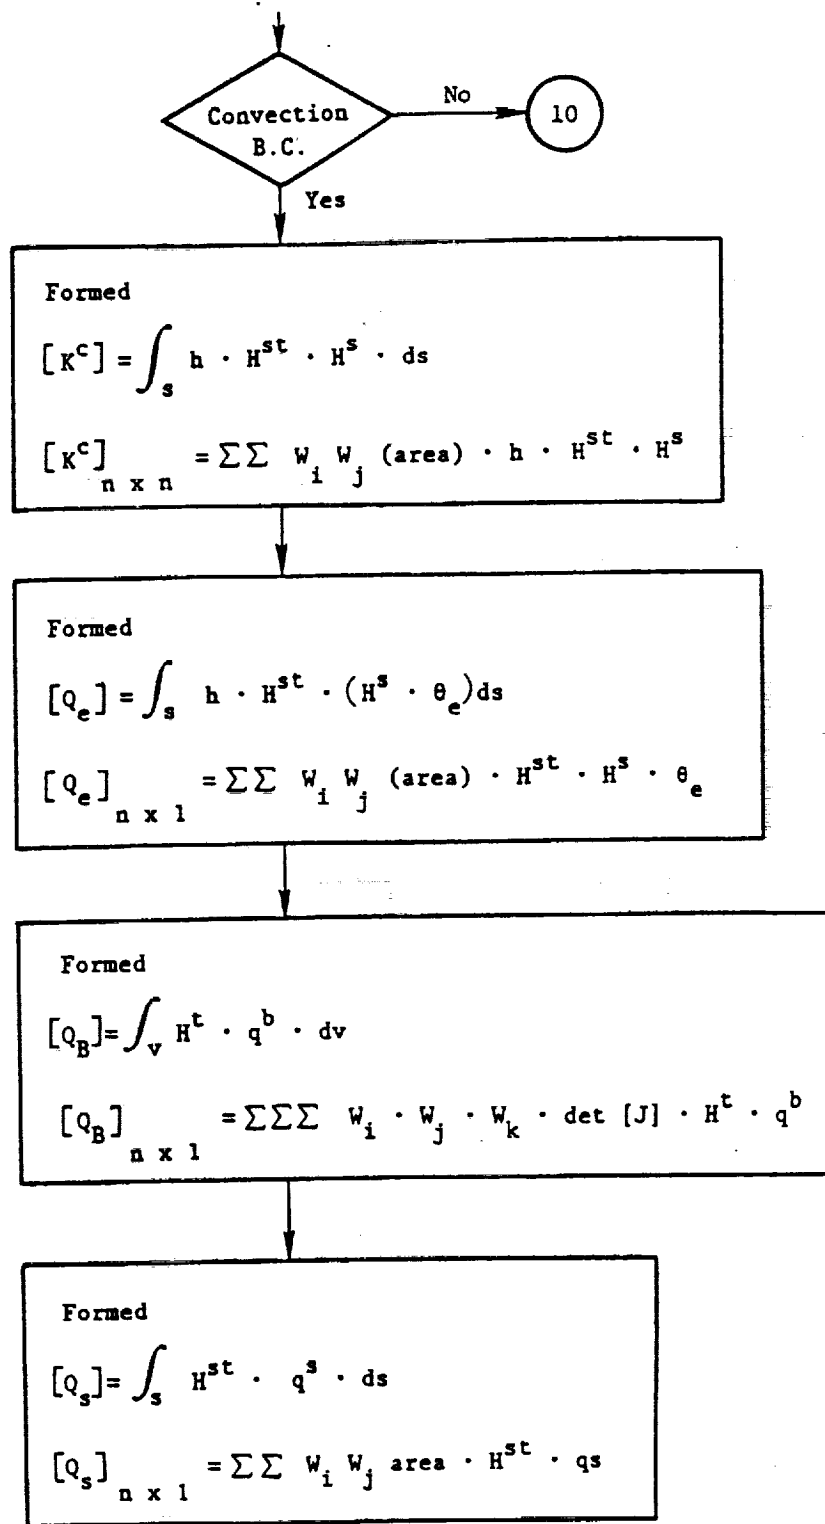 Convection
B.C.
No
10
Yes
Formed
[K^c] = ∫_s h · H^st · H^s · ds
[K^c]_n x n = ΣΣ W_i W_j (area) · h · H^st · H^s
Formed
[Q_e] = ∫_s h · H^st · (H^s · θ_e)ds
[Q_e]_n x 1 = ΣΣ W_i W_j (area) · H^st · H^s · θ_e
Formed
[Q_B]= ∫_v H^t · q^b · dv
[Q_B]_n x 1 = ΣΣΣ W_i · W_j · W_k · det [J] · H^t · q^b
Formed
[Q_s]= ∫_s H^st · q^s · ds
[Q_s]_n x 1 = ΣΣ W_i W_j area · H^st · qs